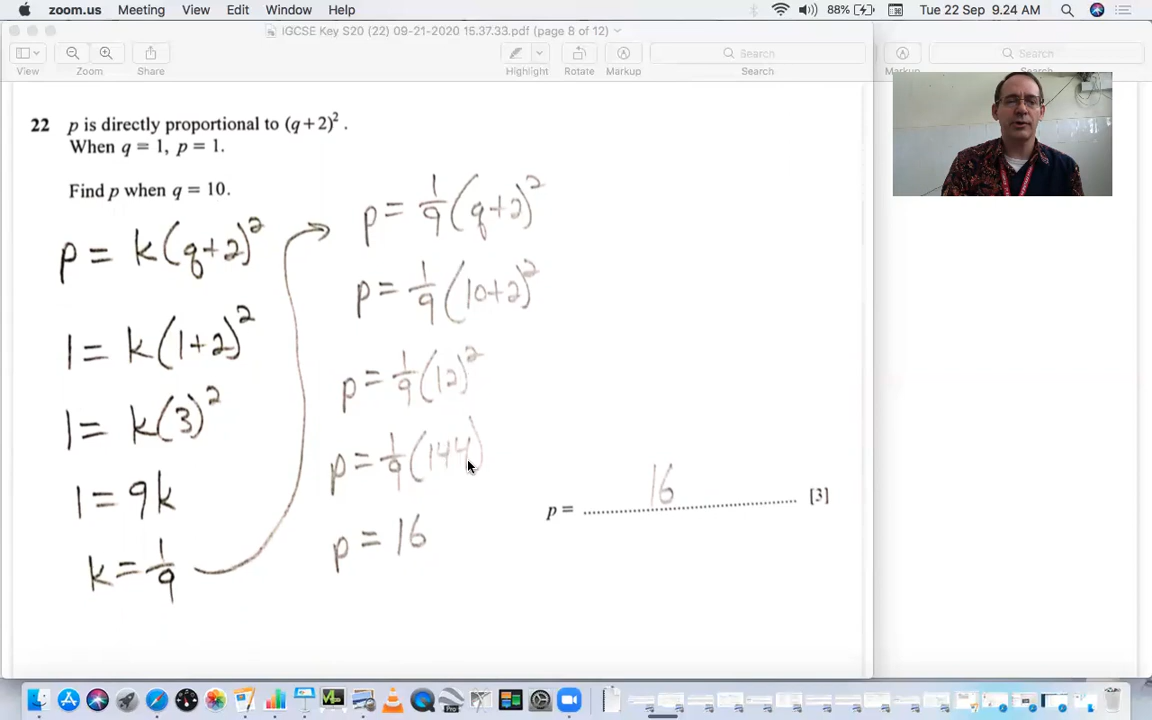 zoom.us Meeting View Edit Window Help 88% Tue 22 Sep 9.24 AM
IGCSE Key S20 (22) 09-21-2020 15.37.33.pdf (page 8 of 12)
Search Search
View Zoom Share Highlight Rotate Markup Search Markup Search
22 p is directly proportional to (q+2)².
When q = 1, p = 1.
Find p when q = 10.
p = k(q+2)²
1 = k(1+2)²
1 = k(3)²
1 = 9k
k = 1/9
p = 1/9 (q+2)²
p = 1/9 (10+2)²
p = 1/9 (12)²
p = 1/9 (144)
p = 16
p = 16 [3]